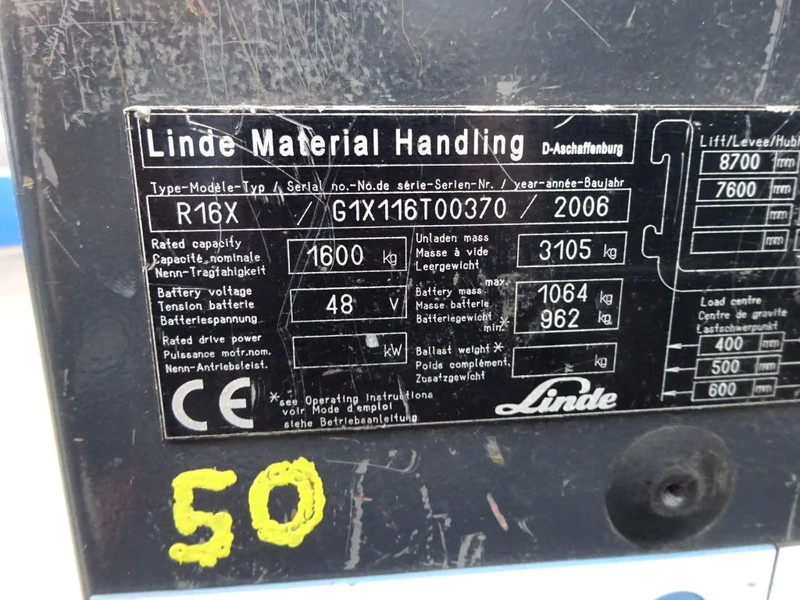 Linde Material Handling D-Aschaffenburg
Type-Modèle-Typ / Serial no.-No.de série-Serien-Nr. / year-année-Baujahr
R16X / G1X116T00370 / 2006
Rated capacity
Capacité nominale
Nenn-Tragfähigkeit
1600 kg
Unladen mass
Masse à vide
Leergewicht
3105 kg
Battery voltage
Tension batterie
Batteriespannung
48 V
max.
Battery mass
Masse batterie
Batteriegewicht
min.*
1064 kg
962 kg
Rated drive power
Puissance motr.nom.
Nenn-Antriebsleist.
kW
Ballast weight*
Poids complément.
Zusatzgewicht
kg
CE
*see Operating instructions
voir Mode d'emploi
siehe Betriebsanleitung
Linde
Lift/Levee/Hubh
8700 mm
7600 mm
mm
mm
Load centre
Centre de gravite
Lastschwerpunkt
400 mm
500 mm
600 mm
50